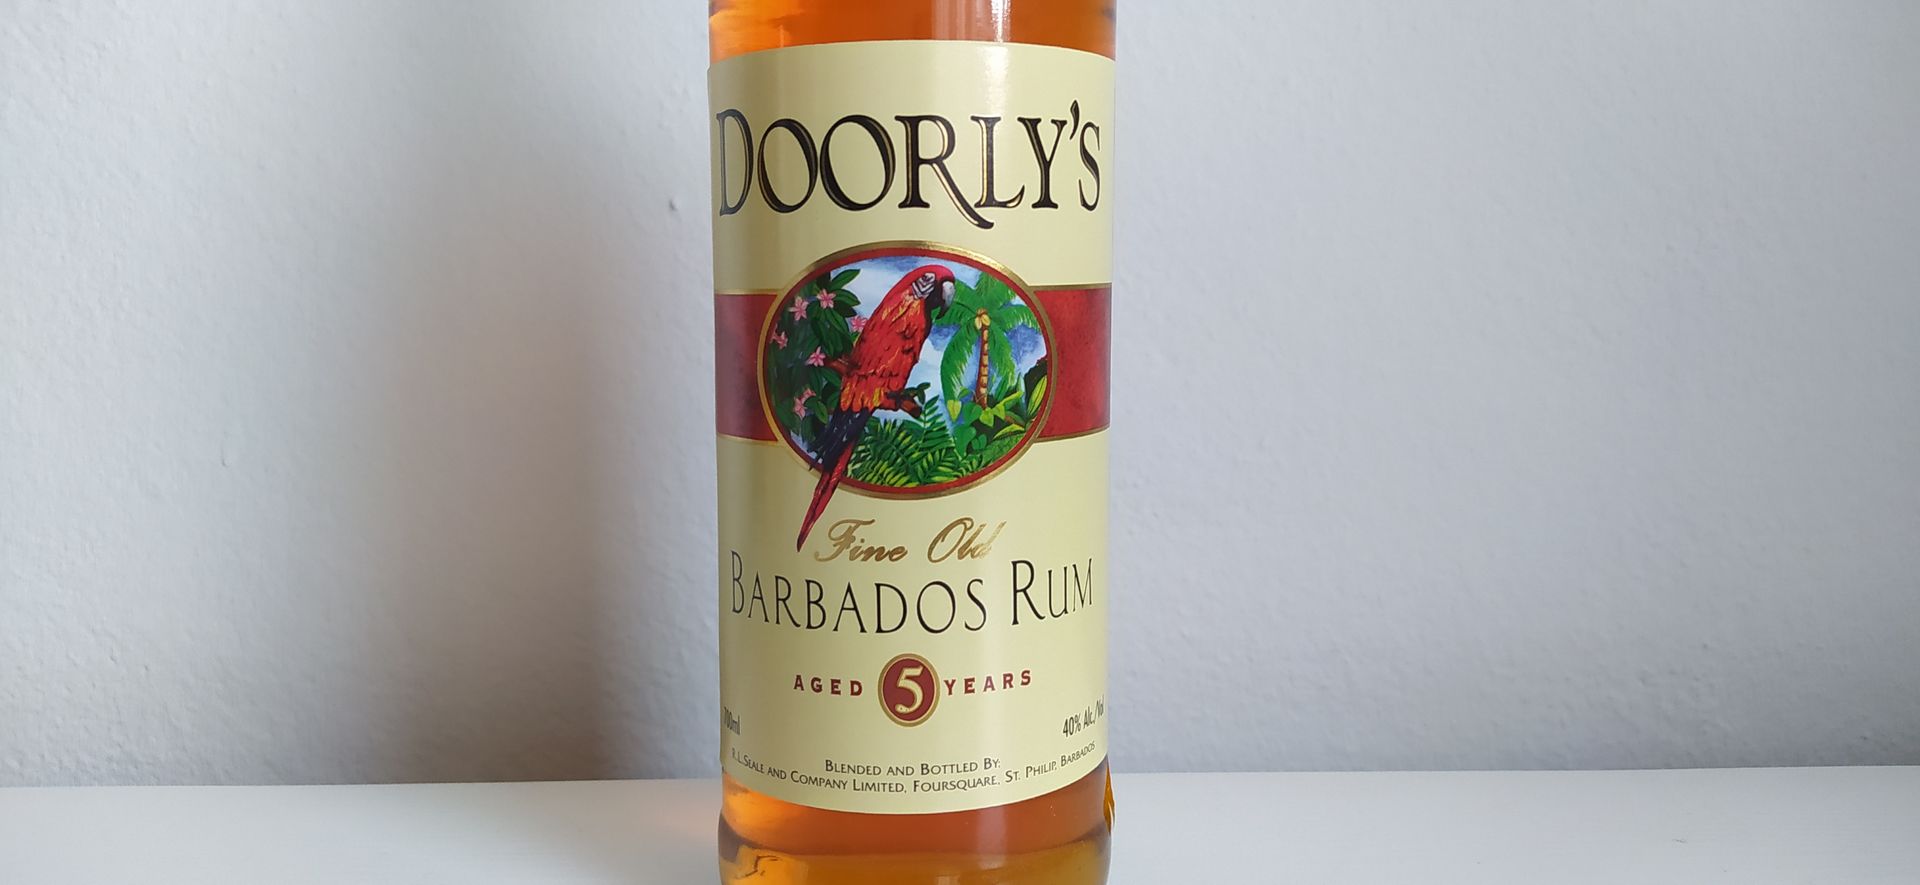 DOORLY'S
Fine Old
BARBADOS RUM
AGED 5 YEARS
700ml
40% Alc./Vol
BLENDED AND BOTTLED BY:
R.L.SEALE AND COMPANY LIMITED, FOURSQUARE, ST. PHILIP, BARBADOS